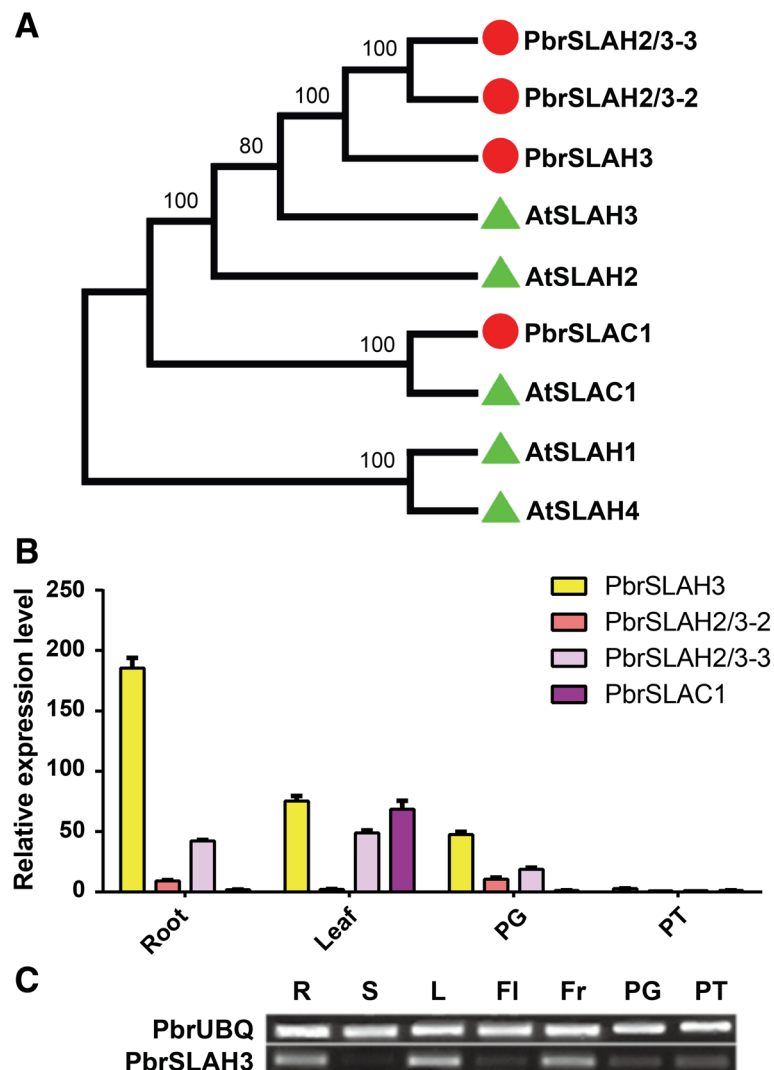 A
PbrSLAH2/3-3
100
PbrSLAH2/3-2
100
PbrSLAH3
80
AtSLAH3
100
AtSLAH2
PbrSLAC1
100
AtSLAC1
AtSLAH1
100
AtSLAH4
B
Relative expression level
250
200
150
100
50
0
PbrSLAH3
PbrSLAH2/3-2
PbrSLAH2/3-3
PbrSLAC1
Root Leaf PG PT
C
R S L Fl Fr PG PT
PbrUBQ
PbrSLAH3